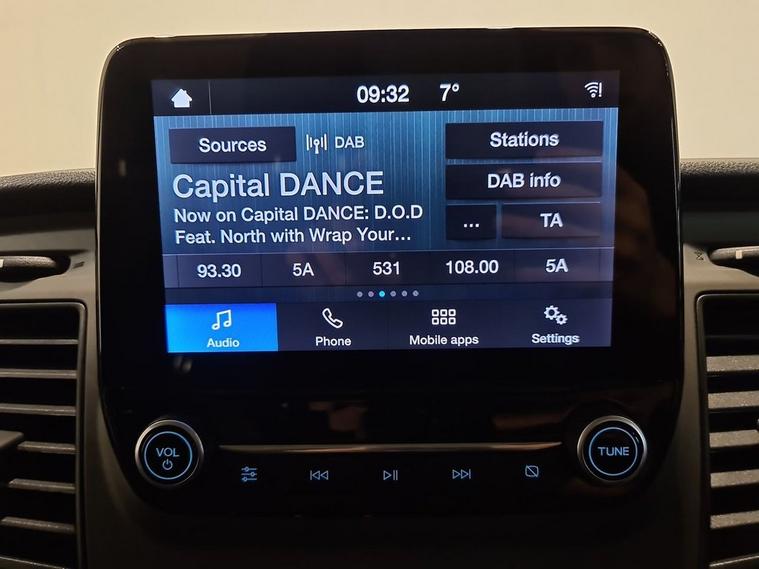 09:32 7°
Sources DAB Stations
Capital DANCE DAB info
Now on Capital DANCE: D.O.D
Feat. North with Wrap Your...
... TA
93.30 5A 531 108.00 5A
Audio Phone Mobile apps Settings
VOL TUNE